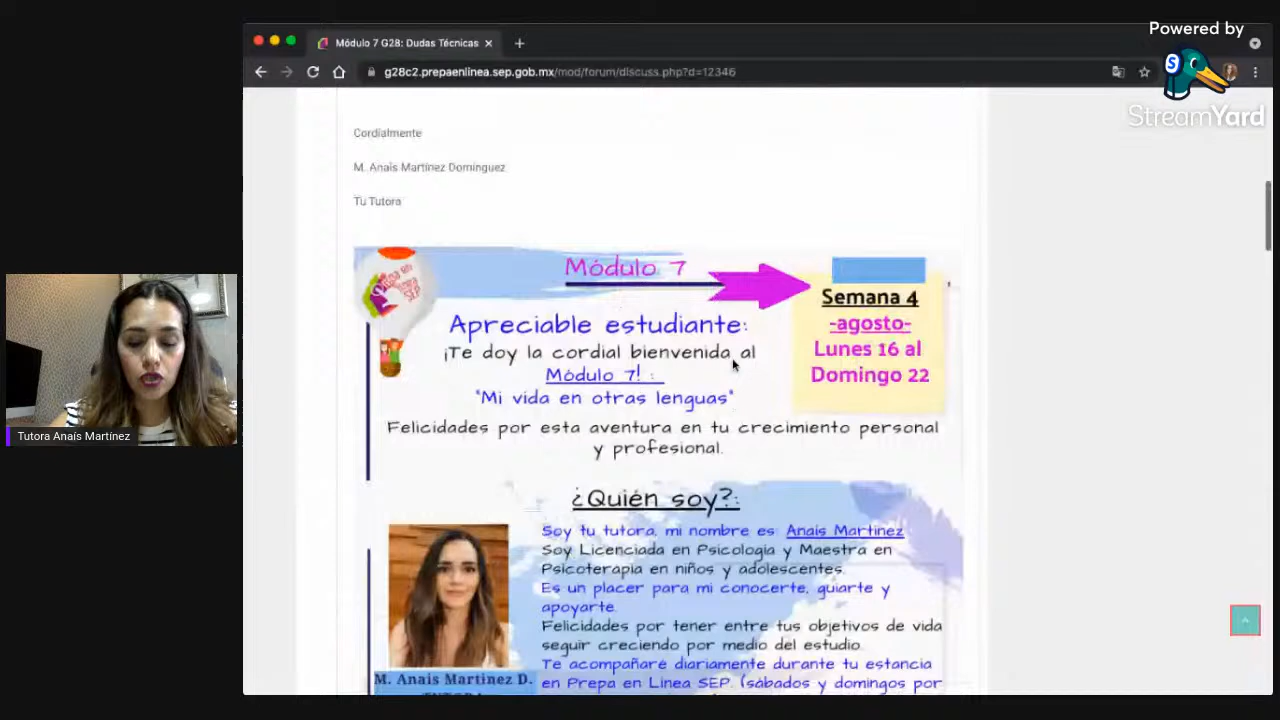 Powered by
StreamYard
Módulo 7 G28: Dudas Técnicas
g28c2.prepaenlinea.sep.gob.mx/mod/forum/discuss.php?d=12346
Cordialmente
M. Anaís Martínez Domínguez
Tu Tutora
Módulo 7
Semana 4
-agosto-
Lunes 16 al
Domingo 22
Apreciable estudiante:
¡Te doy la cordial bienvenida al
Módulo 7! :
"Mi vida en otras lenguas"
Felicidades por esta aventura en tu crecimiento personal
y profesional.
¿Quién soy?:
Soy tu tutora, mi nombre es: Anais Martínez
Soy Licenciada en Psicología y Maestra en
Psicoterapia en niños y adolescentes.
Es un placer para mi conocerte, guiarte y
apoyarte.
Felicidades por tener entre tus objetivos de vida
seguir creciendo por medio del estudio.
Te acompañaré diariamente durante tu estancia
en Prepa en Línea SEP. (sábados y domingos por
M. Anais Martinez D.
Tutora Anaís Martínez